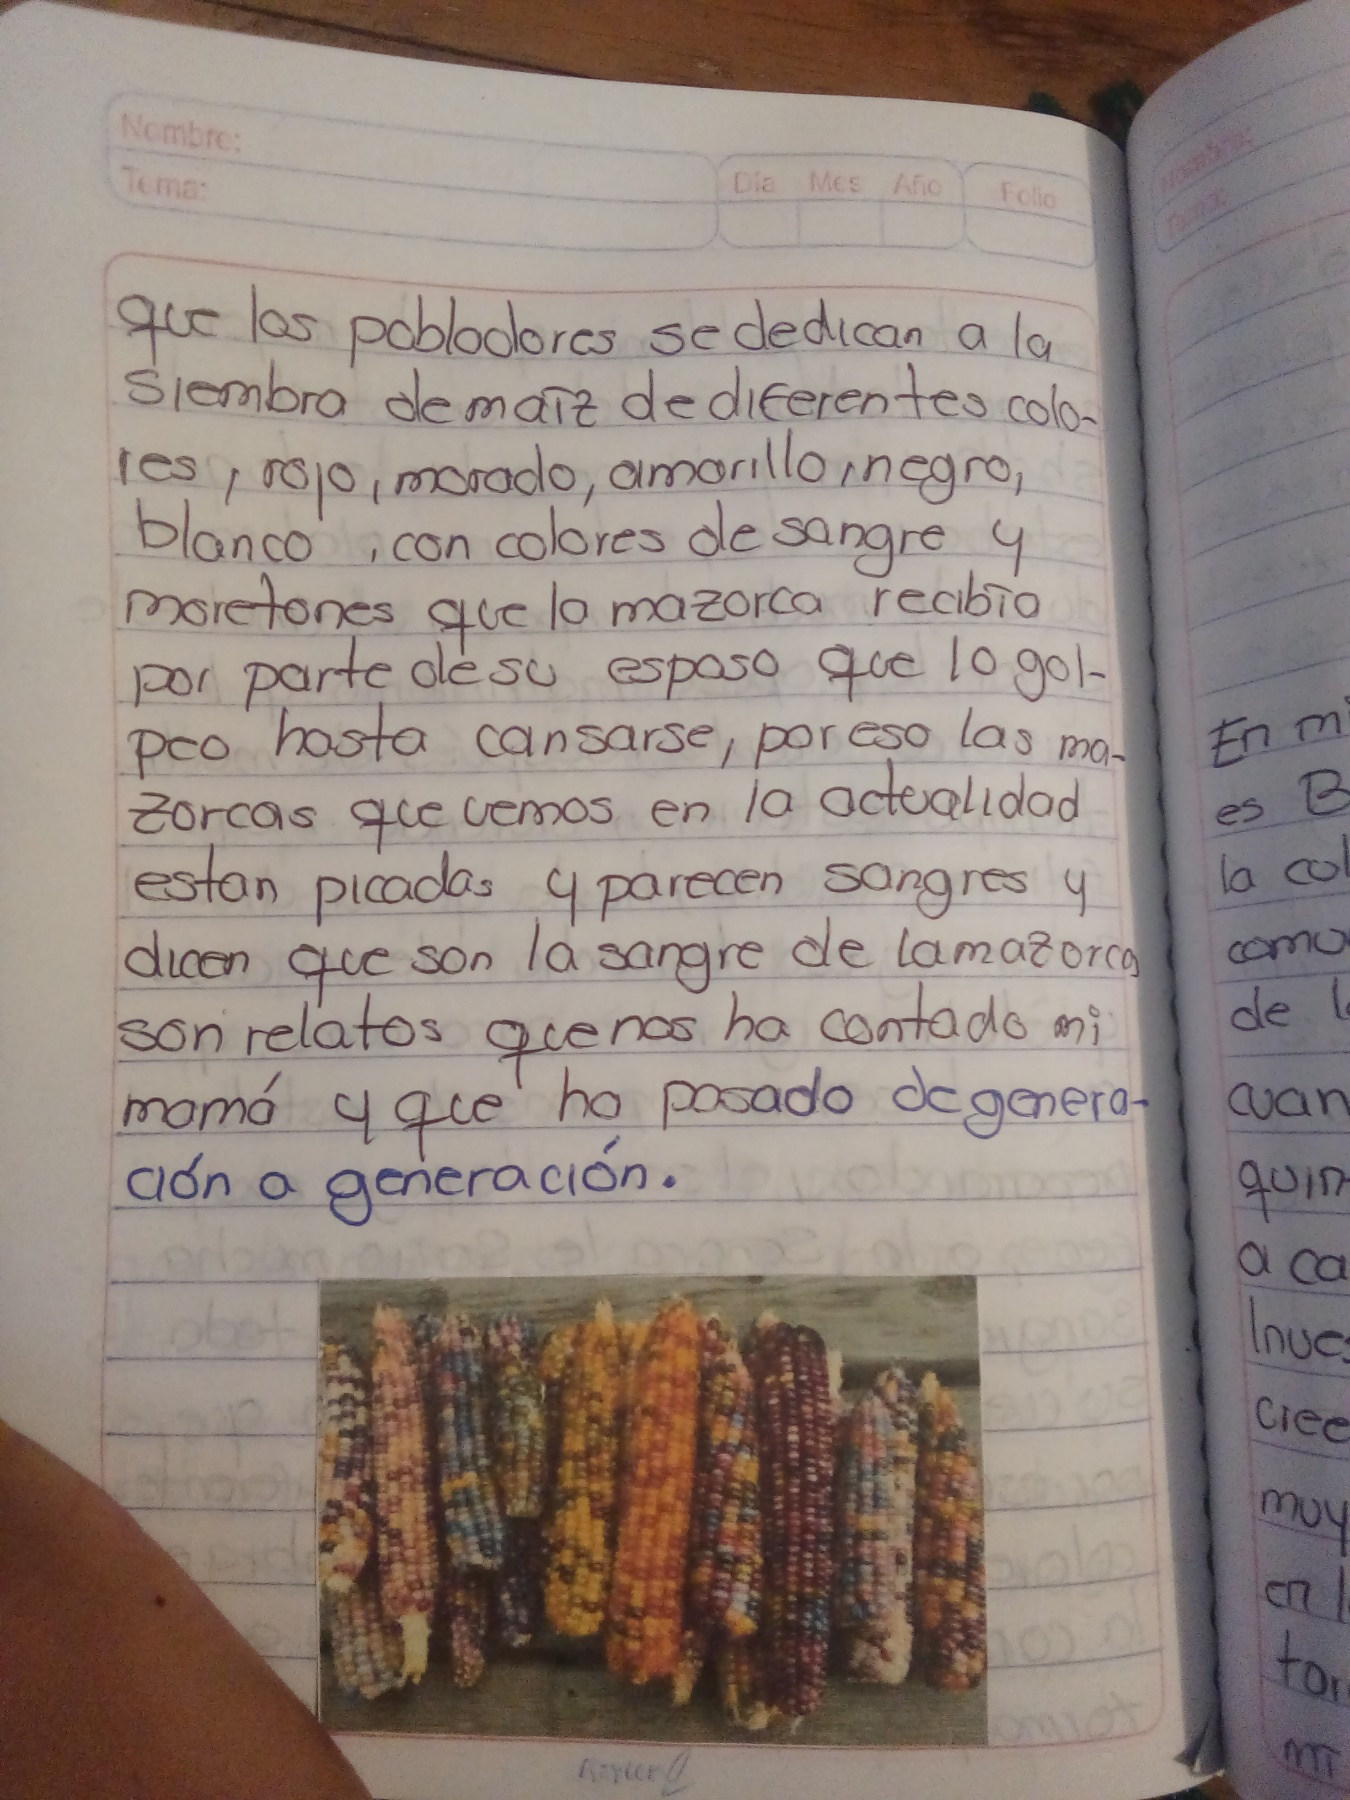 Nombre:
Tema:
Día Mes Año Folio
que los pobladores se dedican a la
siembra de maíz de diferentes colo-
res, rojo, morado, amarillo, negro,
blanco, con colores de sangre y
moretones que la mazorca recibío
por parte de su esposo que lo gol-
peo hasta cansarse, por eso las ma-
zorcas que vemos en la actualidad
estan picadas y parecen sangres y
dicen que son la sangre de la mazorca
son relatos que nos ha contado mi
mamá y que ha pasado de genera-
ción a generación.
En mi
es B
la col
como
de l
cuan
quin
a ca
Inves
cree
muy
en l
mi